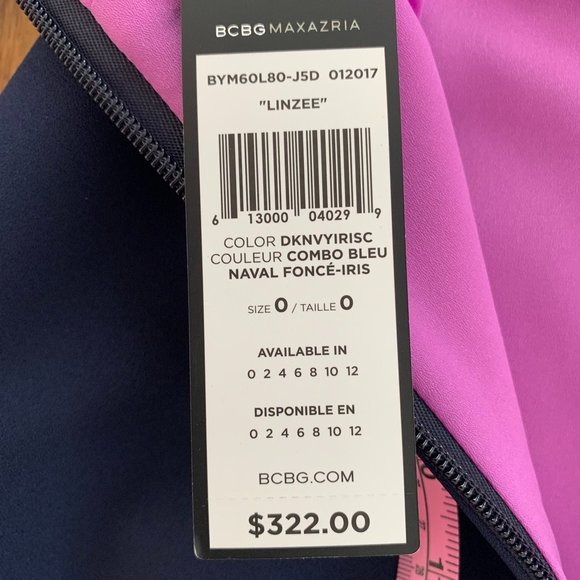 BCBGMAXAZRIA
BYM60L80-J5D 012017
"LINZEE"
6 13000 04029 9
COLOR DKNVYIRISC
COULEUR COMBO BLEU
NAVAL FONCÉ-IRIS
SIZE 0 / TAILLE 0
AVAILABLE IN
0 2 4 6 8 10 12
DISPONIBLE EN
0 2 4 6 8 10 12
BCBG.COM
$322.00